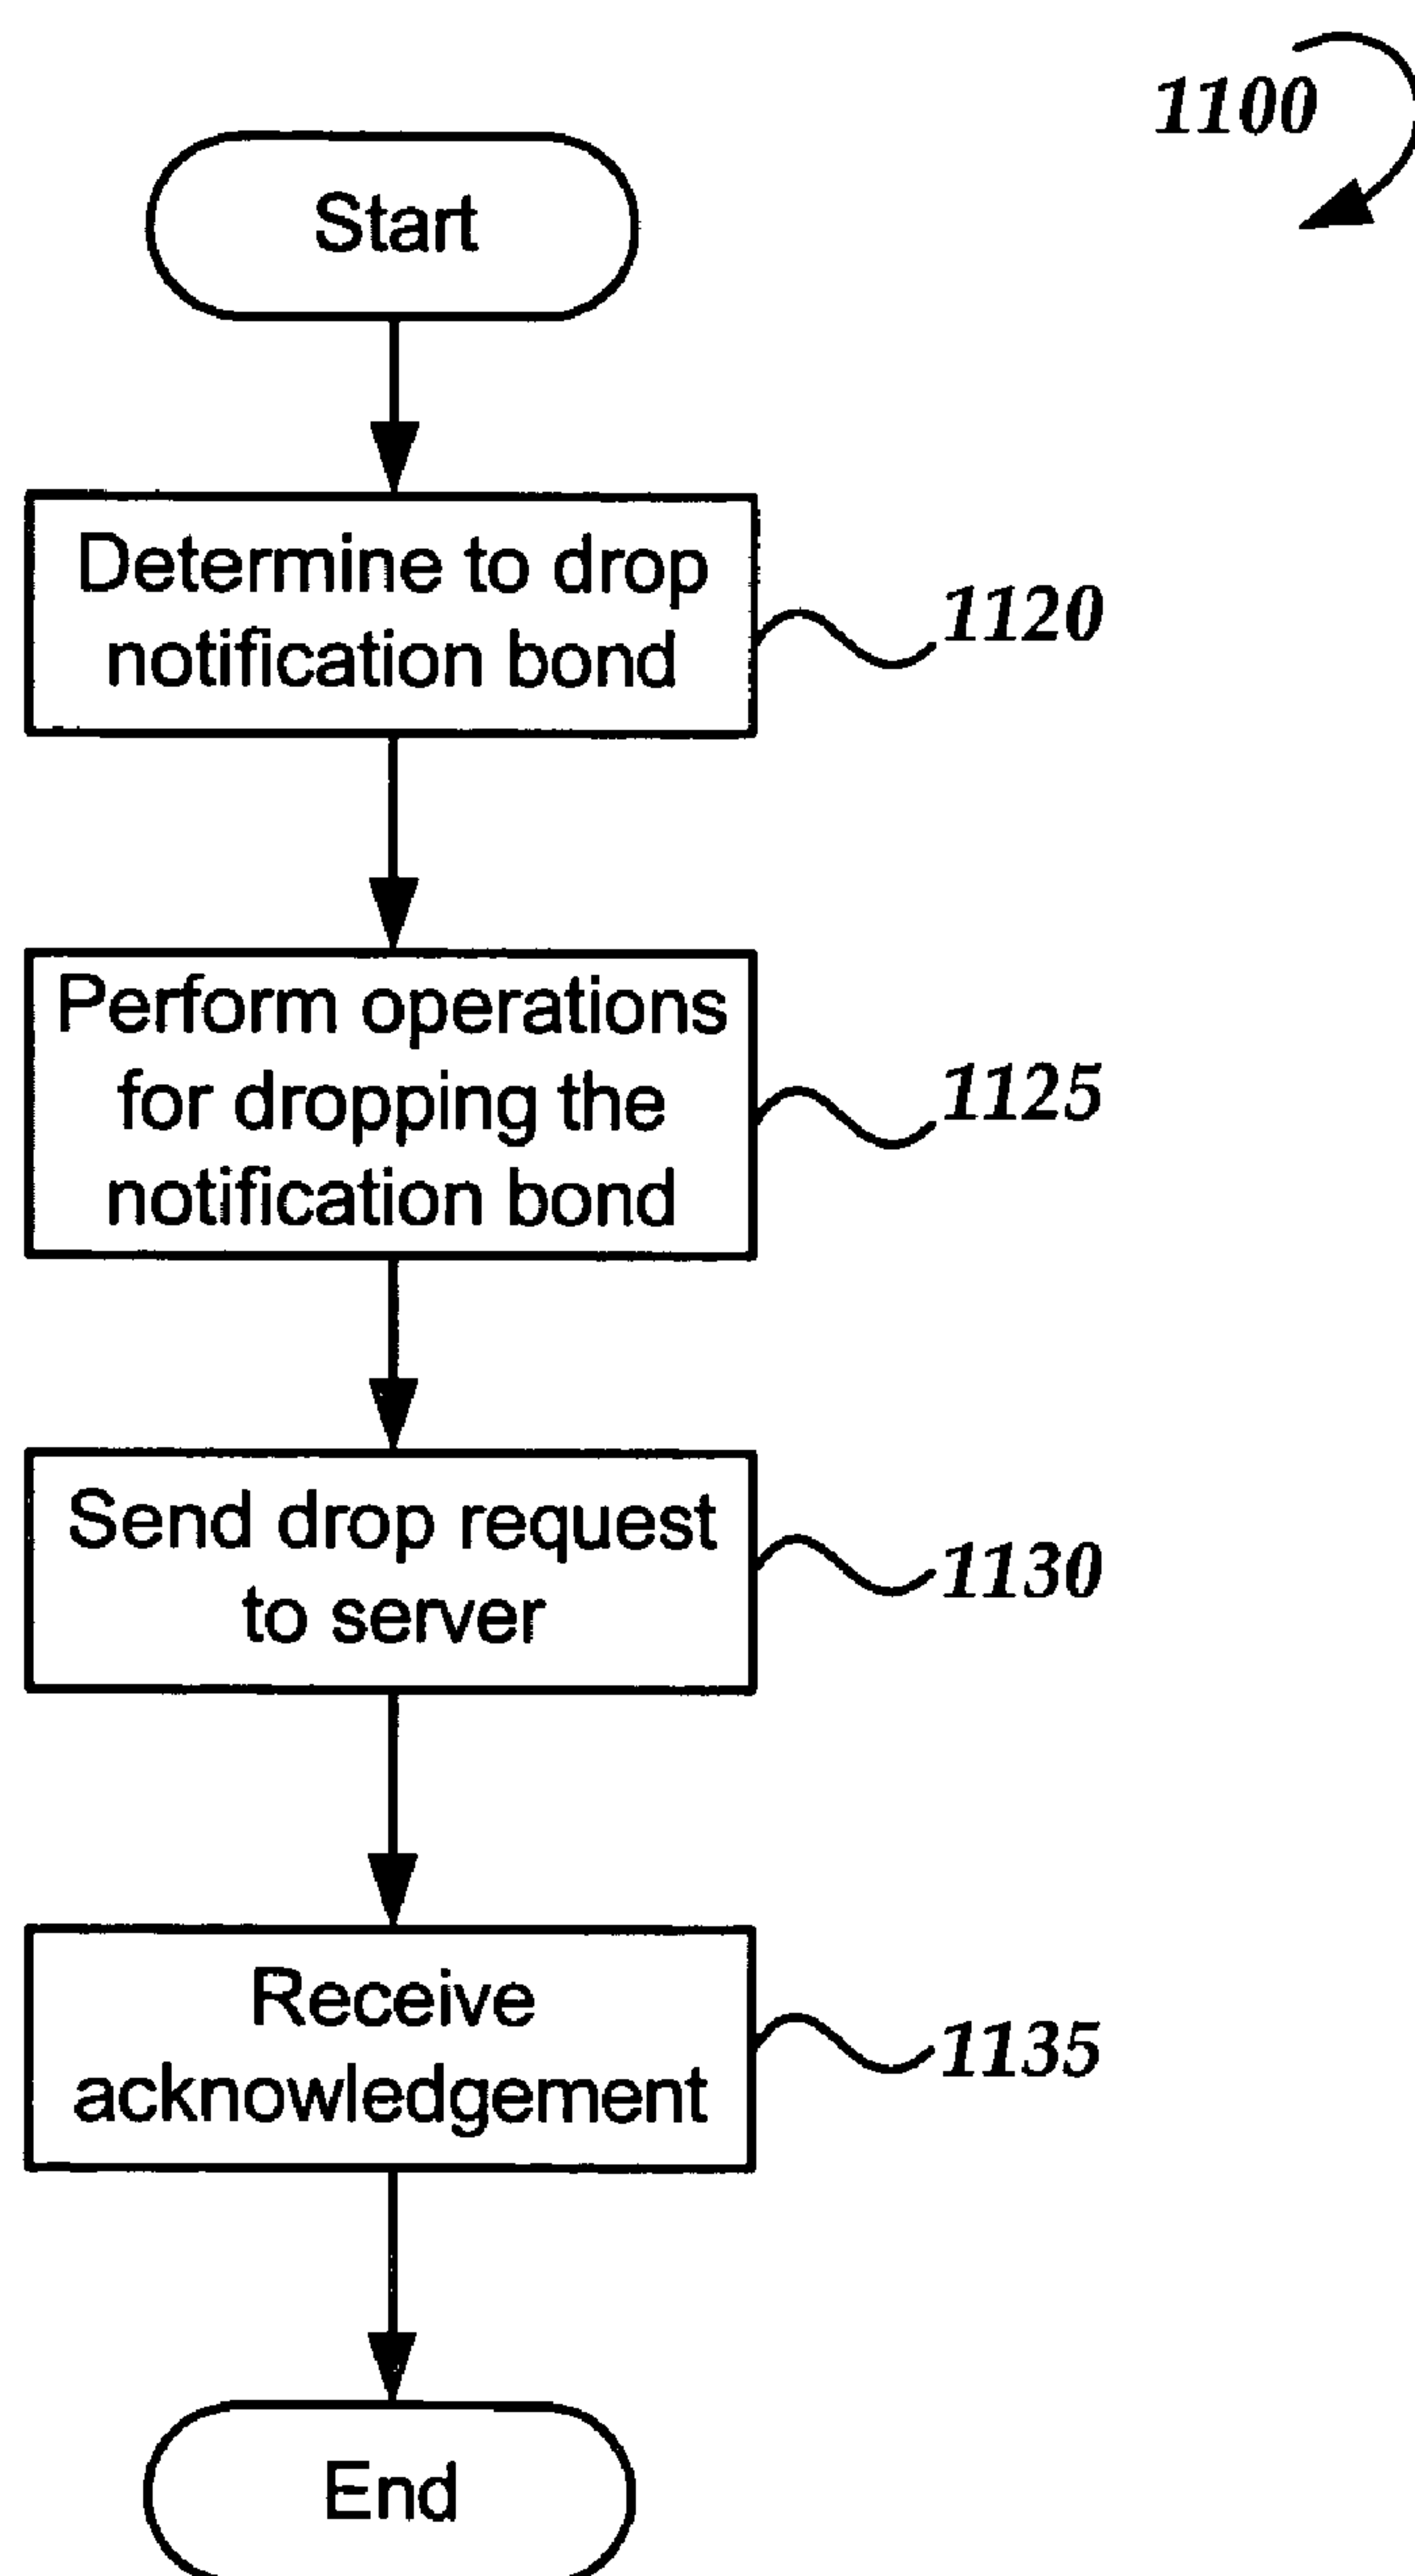 1100
Start
Determine to drop
notification bond
1120
Perform operations
for dropping the
notification bond
1125
Send drop request
to server
1130
Receive
acknowledgement
1135
End